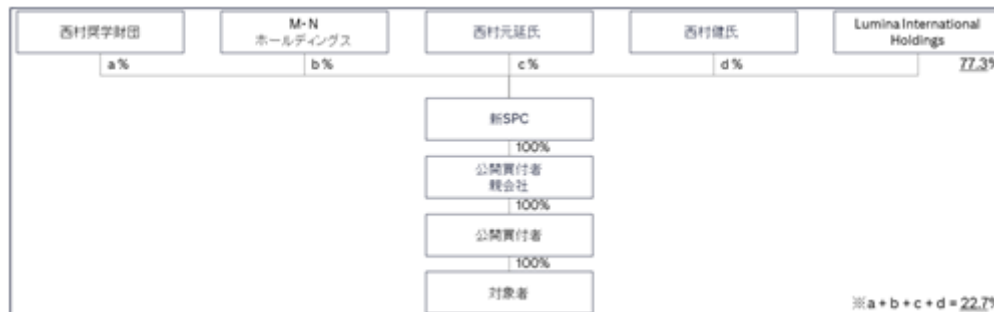 西村奨学財団
M・N
ホールディングス
西村元延氏
西村健氏
Lumina International
Holdings
a%
b%
c%
d%
77.3%
新SPC
100%
公開買付者
親会社
100%
公開買付者
100%
対象者
※a + b + c + d = 22.7%